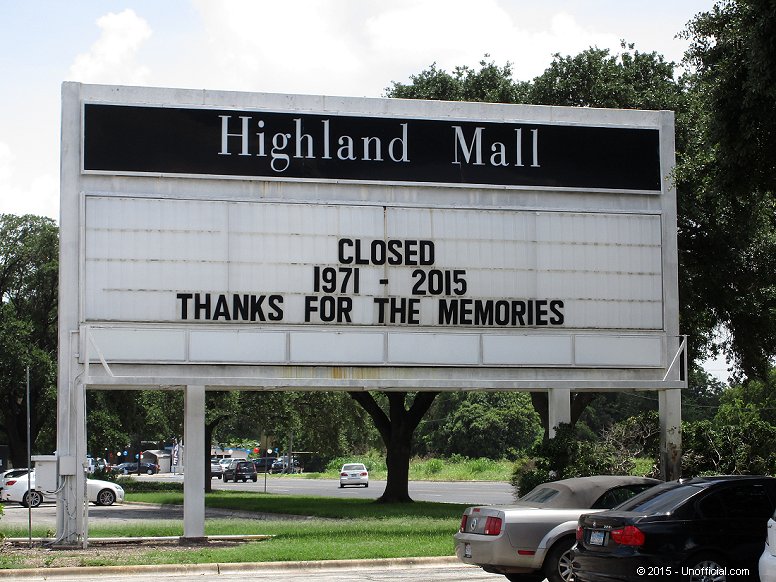 Highland Mall
CLOSED
1971 - 2015
THANKS FOR THE MEMORIES
© 2015 - Unofficial.com